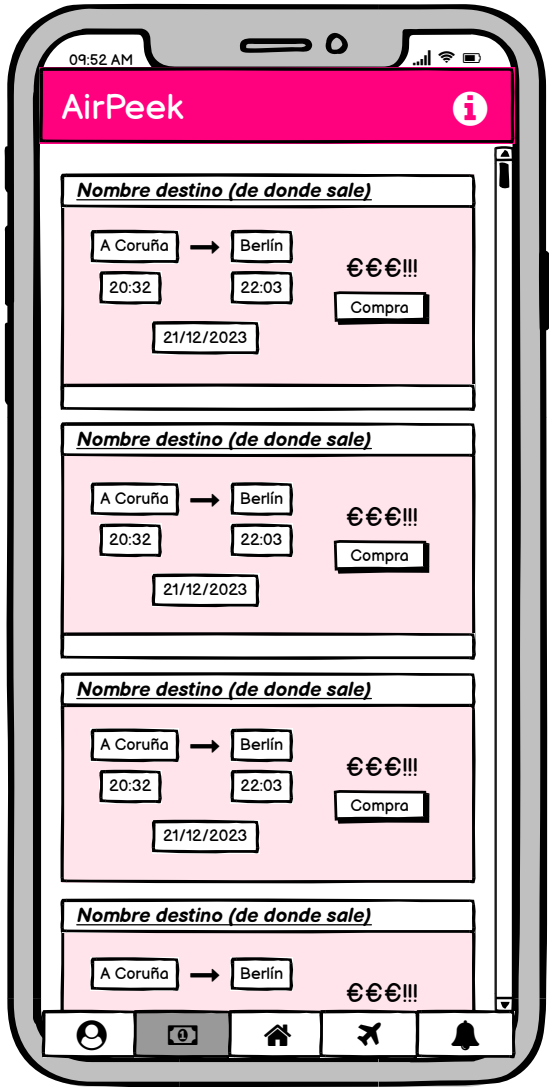 09:52 AM
AirPeek
Nombre destino (de donde sale)
A Coruña Berlín
€€€!!!
20:32 22:03
Compra
21/12/2023
Nombre destino (de donde sale)
A Coruña Berlín
€€€!!!
20:32 22:03
Compra
21/12/2023
Nombre destino (de donde sale)
A Coruña Berlín
€€€!!!
20:32 22:03
Compra
21/12/2023
Nombre destino (de donde sale)
A Coruña Berlín
€€€!!!